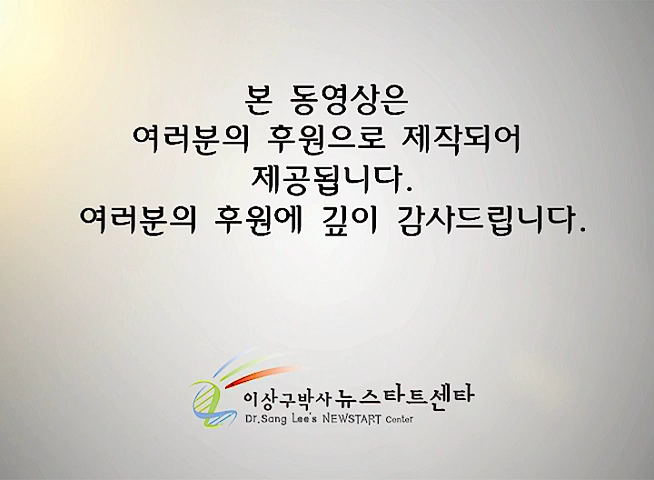 본 동영상은
여러분의 후원으로 제작되어
제공됩니다.
여러분의 후원에 깊이 감사드립니다.
이상구박사 뉴스타트센타
Dr.Sang Lee's NEWSTART Center